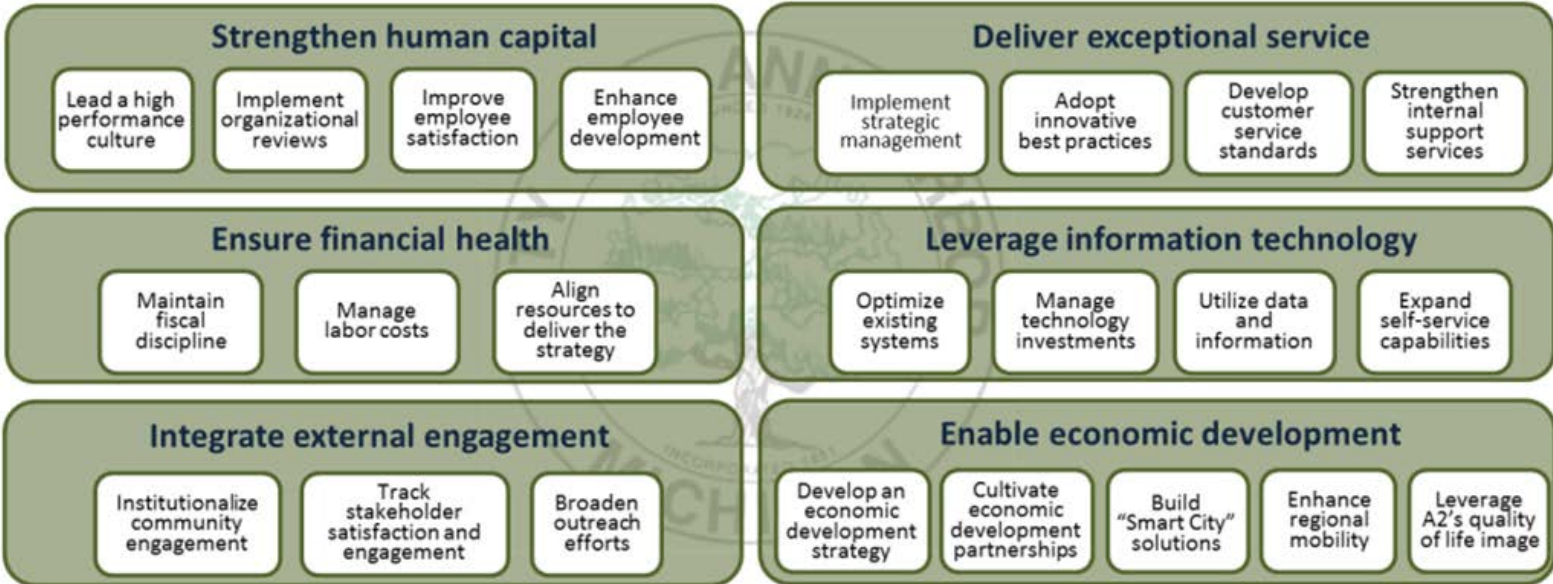 Strengthen human capital
Lead a high
performance
culture
Implement
organizational
reviews
Improve
employee
satisfaction
Enhance
employee
development
Deliver exceptional service
Implement
strategic
management
Adopt
innovative
best practices
Develop
customer
service
standards
Strengthen
internal
support
services
Ensure financial health
Maintain
fiscal
discipline
Manage
labor costs
Align
resources to
deliver the
strategy
Leverage information technology
Optimize
existing
systems
Manage
technology
investments
Utilize data
and
information
Expand
self-service
capabilities
Integrate external engagement
Institutionalize
community
engagement
Track
stakeholder
satisfaction and
engagement
Broaden
outreach
efforts
Enable economic development
Develop an
economic
development
strategy
Cultivate
economic
development
partnerships
Build
“Smart City”
solutions
Enhance
regional
mobility
Leverage
A2’s quality
of life image